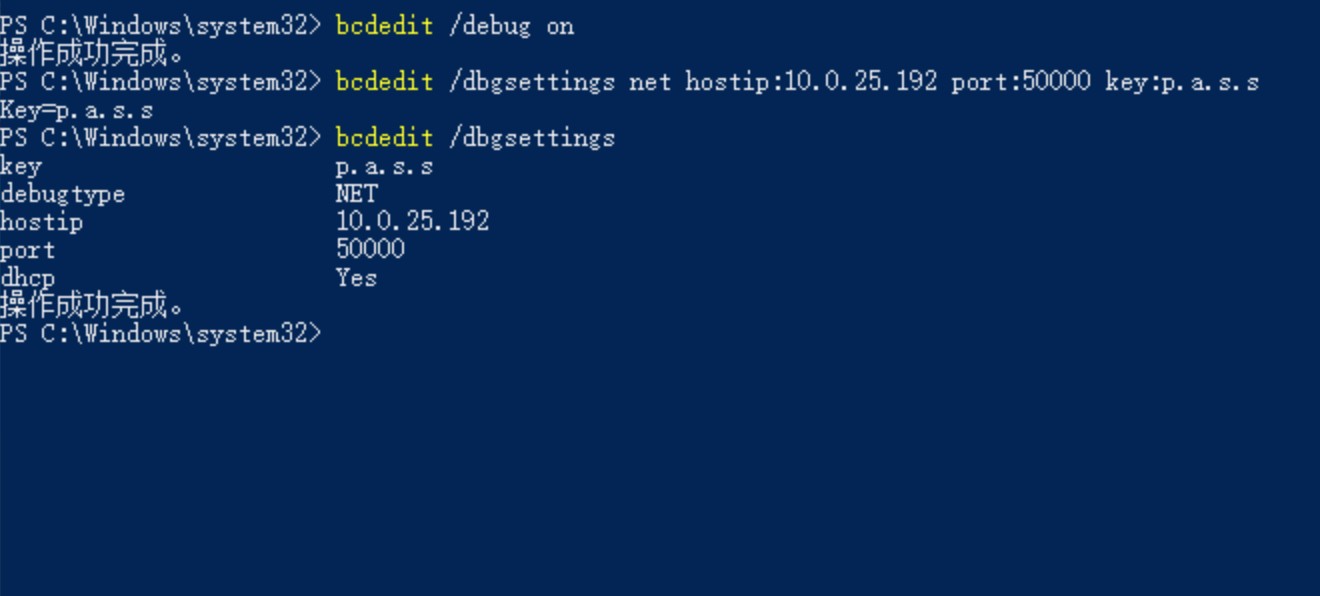 PS C:\Windows\system32> bcdedit /debug on
操作成功完成。
PS C:\Windows\system32> bcdedit /dbgsettings net hostip:10.0.25.192 port:50000 key:p.a.s.s
Key=p.a.s.s
PS C:\Windows\system32> bcdedit /dbgsettings
key                     p.a.s.s
debugtype               NET
hostip                  10.0.25.192
port                    50000
dhcp                    Yes
操作成功完成。
PS C:\Windows\system32>